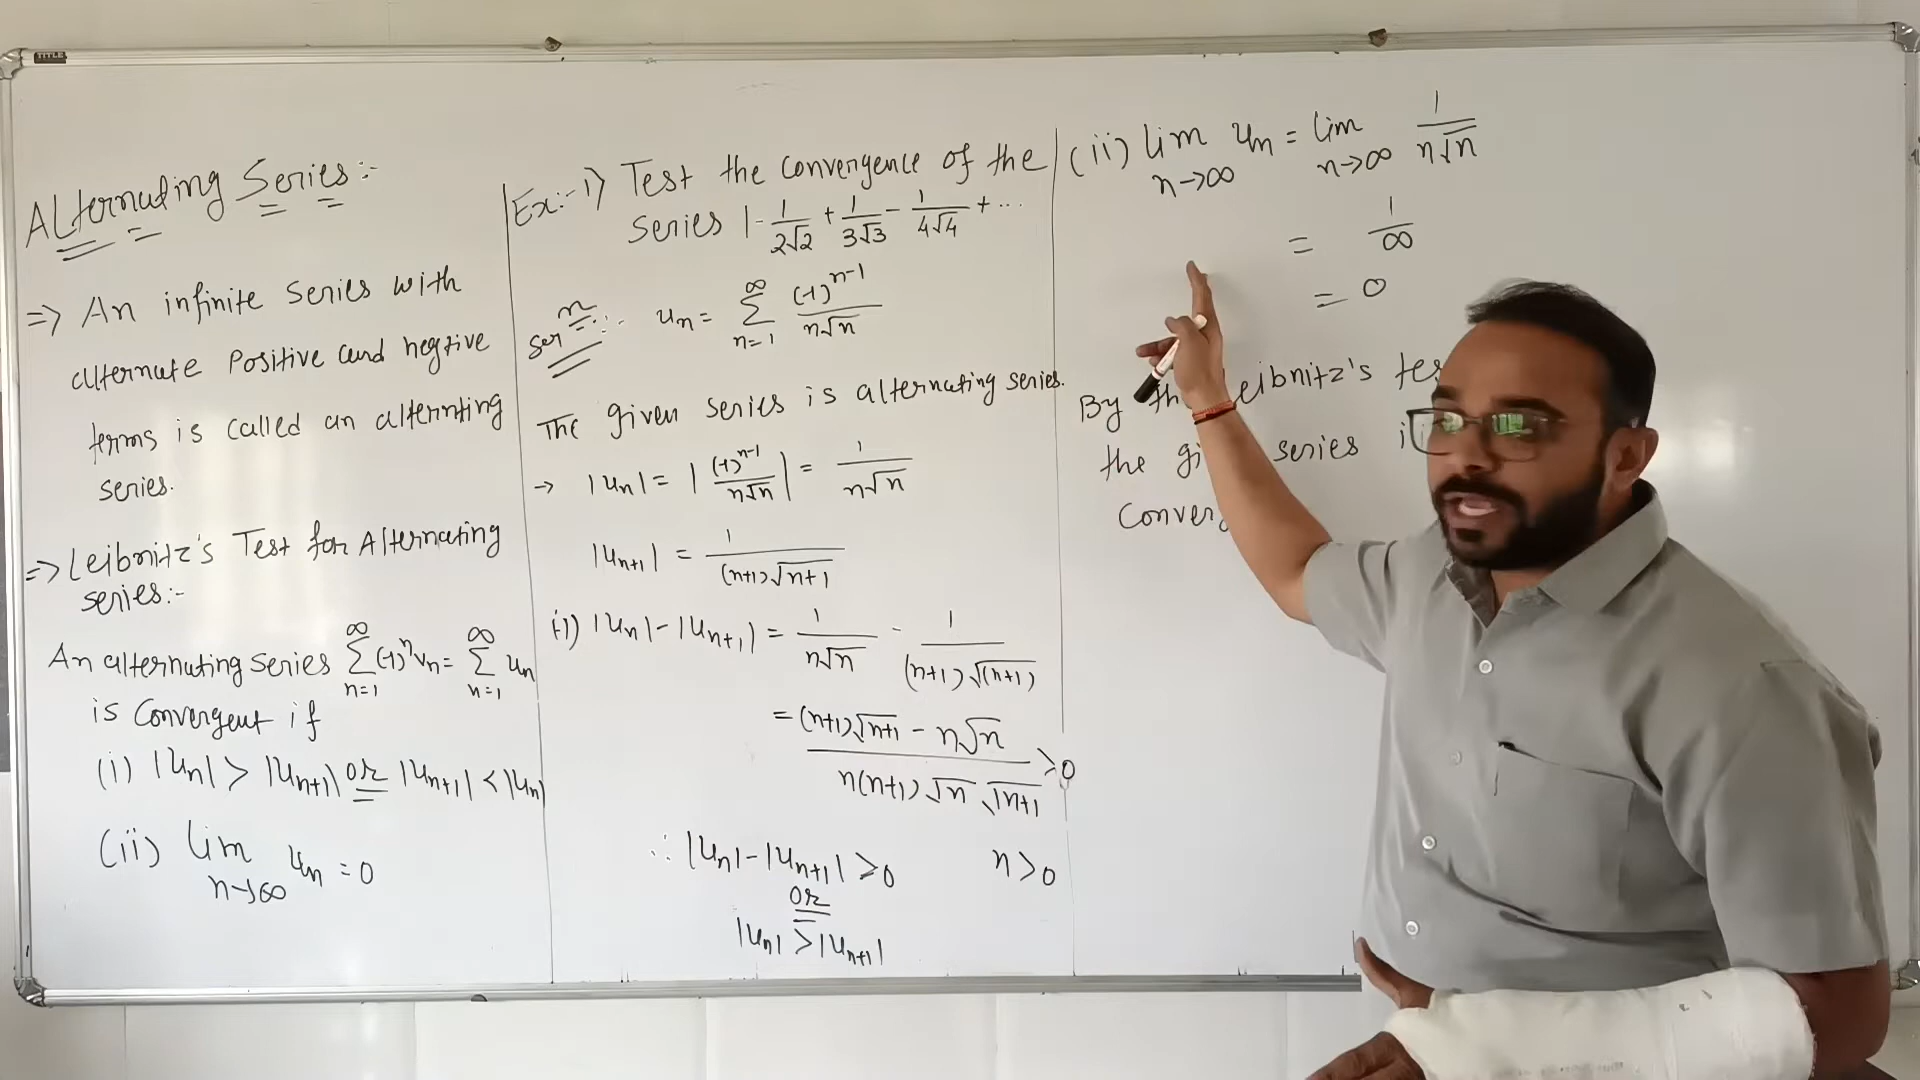 TITLE
Alternating Series:-
=> An infinite series with
alternate Positive and negtive
terms is called an alternting
series.
=> Leibnitz's Test for Alternating
series:-
An alternating series ∞∑n=1 (-1)^n vn = ∞∑n=1 un
is Convergent if
(i) |un| > |un+1| or |un+1| < |un|
(ii) lim n→∞ un = 0
Ex:-1) Test the Convergence of the
series 1 - 1/2√2 + 1/3√3 - 1/4√4 + ...
un = ∞∑n=1 (-1)^n-1 / n√n
The given series is alternating series.
→ |un| = |(-1)^n-1 / n√n| = 1/n√n
|un+1| = 1/(n+1)√n+1
(i) |un| - |un+1| = 1/n√n - 1/(n+1)√(n+1)
= (n+1)√n+1 - n√n / n(n+1)√n √n+1 > 0
∴ |un| - |un+1| > 0 n > 0
or
|un| > |un+1|
(ii) lim n→∞ un = lim n→∞ 1/n√n
= 1/∞
= 0
By the Leibnitz's
the series